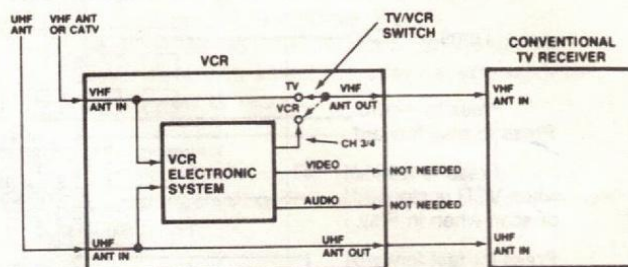 UHF ANT
VHF ANT OR CATV
TV/VCR SWITCH
VCR
CONVENTIONAL TV RECEIVER
VHF ANT IN
TV
VCR
VHF ANT OUT
VHF ANT IN
CH 3/4
VCR ELECTRONIC SYSTEM
VIDEO
NOT NEEDED
AUDIO
NOT NEEDED
UHF ANT IN
UHF ANT OUT
UHF ANT IN